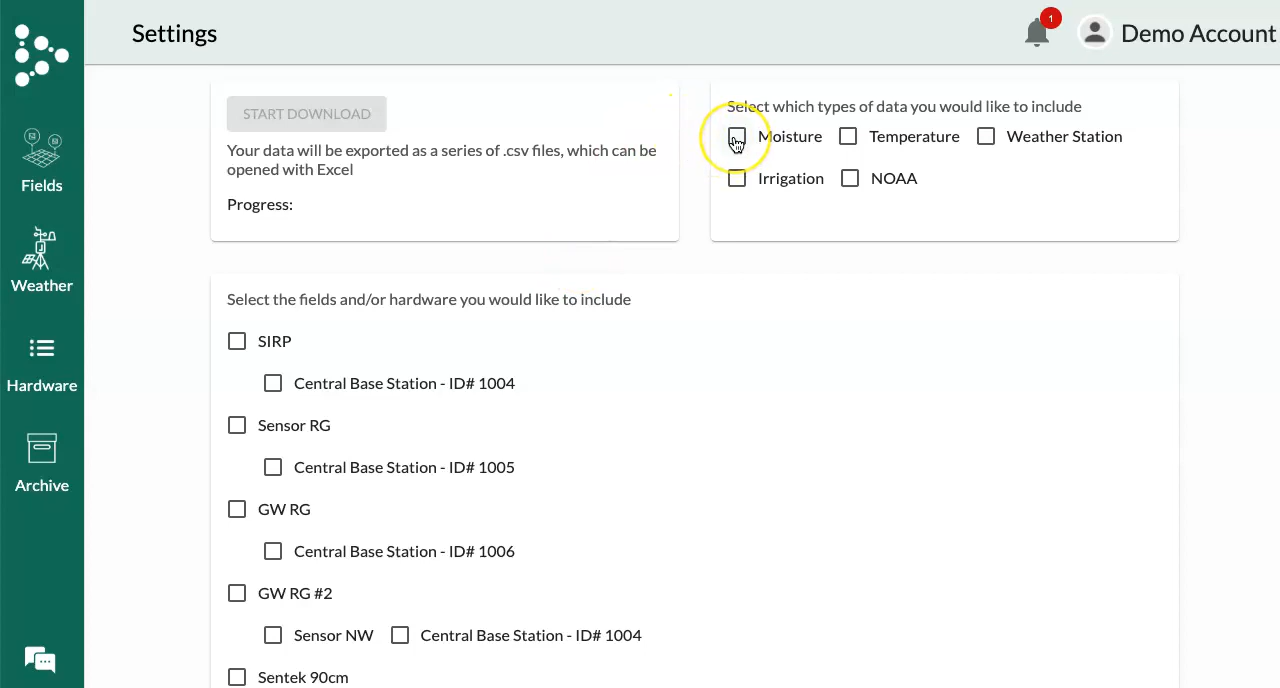 Settings
1
Demo Account
Fields
Weather
Hardware
Archive
START DOWNLOAD
Your data will be exported as a series of .csv files, which can be
opened with Excel
Progress:
Select which types of data you would like to include
Moisture Temperature Weather Station
Irrigation NOAA
Select the fields and/or hardware you would like to include
SIRP
Central Base Station - ID# 1004
Sensor RG
Central Base Station - ID# 1005
GW RG
Central Base Station - ID# 1006
GW RG #2
Sensor NW Central Base Station - ID# 1004
Sentek 90cm